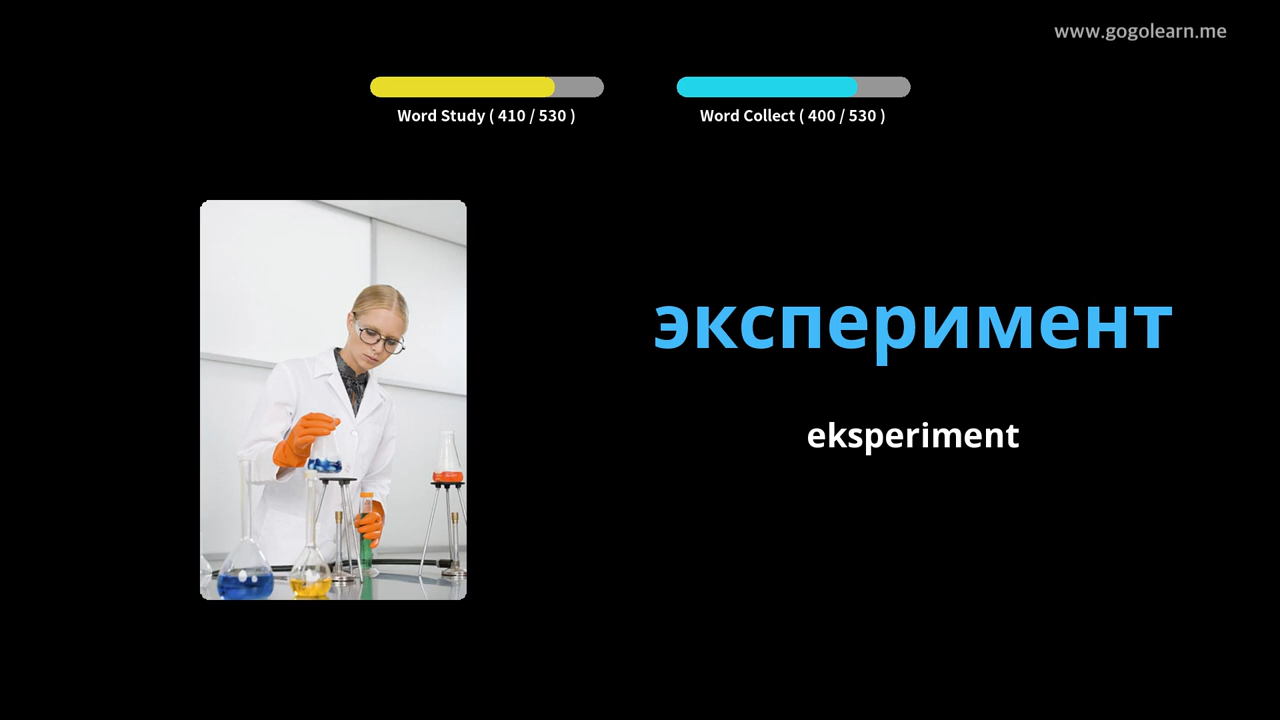 www.gogolearn.me
Word Study ( 410 / 530 )
Word Collect ( 400 / 530 )
эксперимент
eksperiment